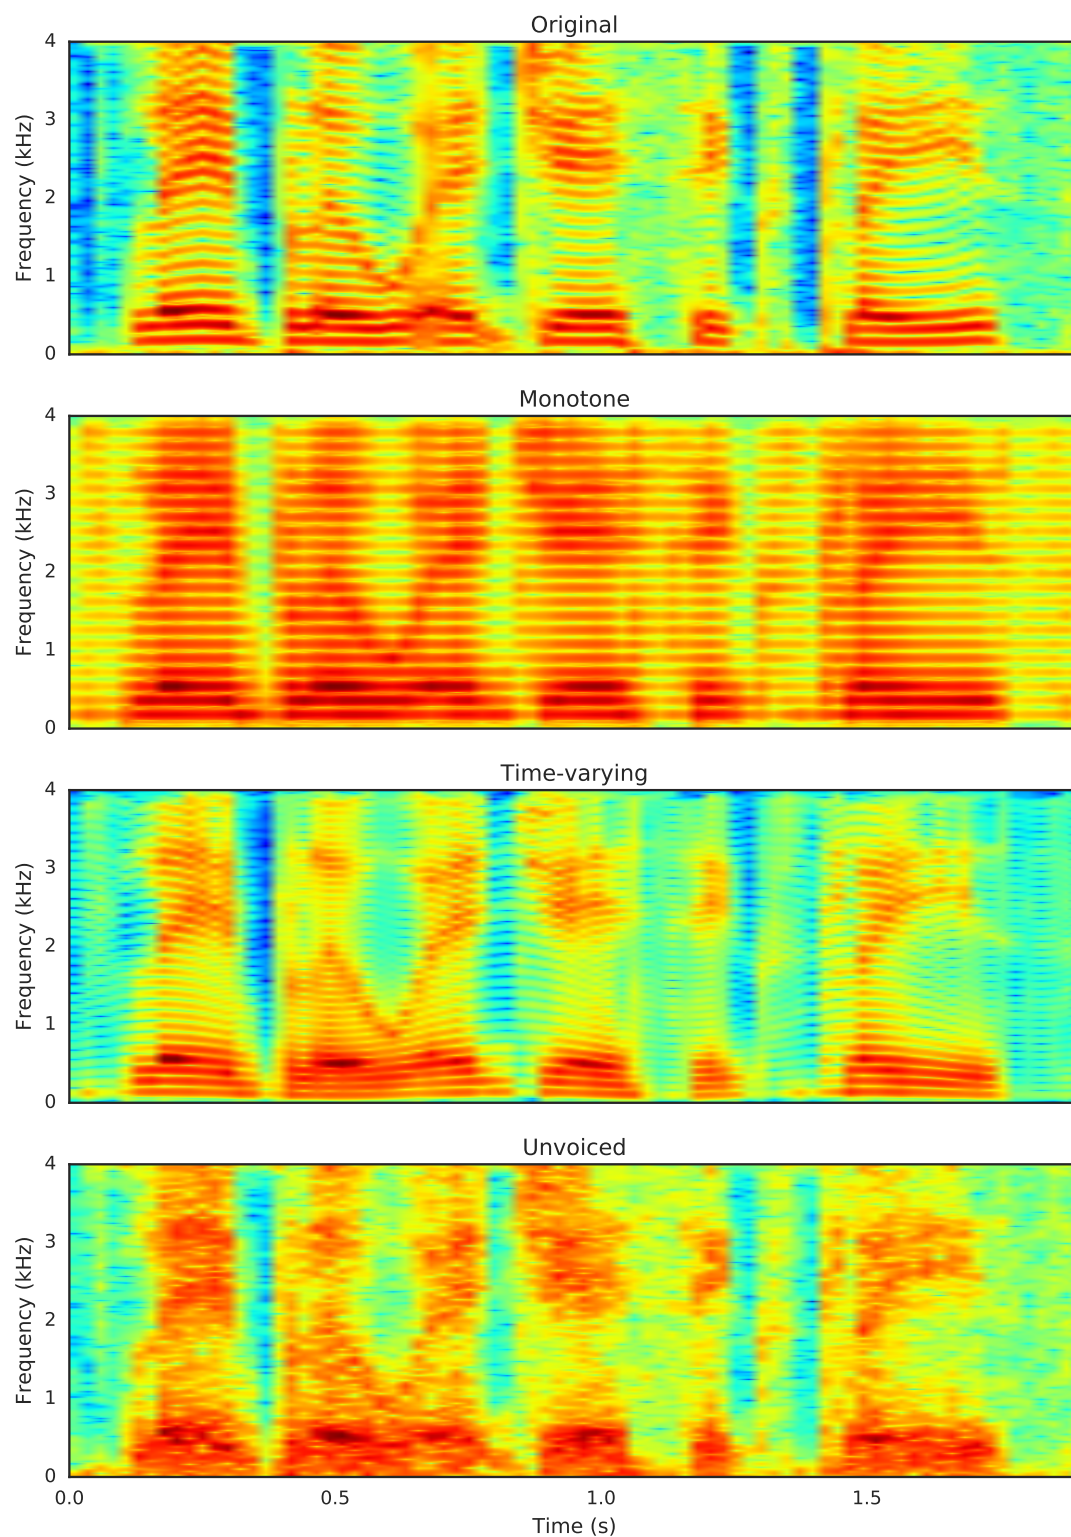 Original
4
3
2
1
0
Frequency (kHz)
Monotone
4
3
2
1
0
Frequency (kHz)
Time-varying
4
3
2
1
0
Frequency (kHz)
Unvoiced
4
3
2
1
0
Frequency (kHz)
0.0 0.5 1.0 1.5
Time (s)